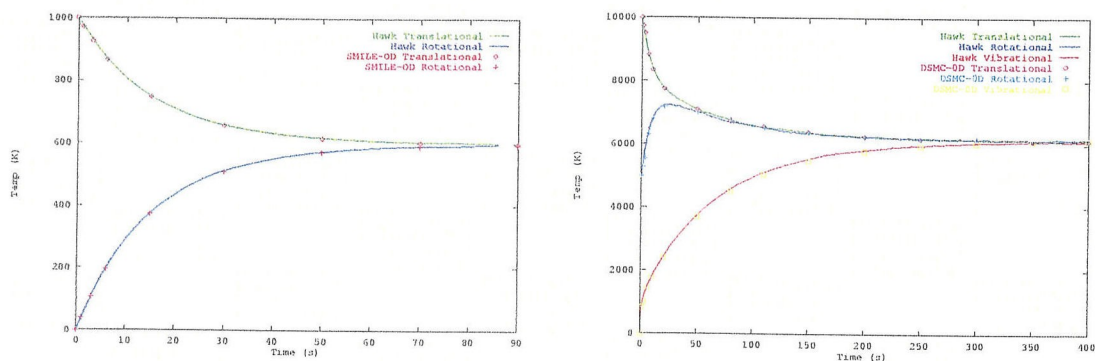 1000
800
600
400
200
0
Temp (K)
0 10 20 30 40 50 60 70 80 90
Time (s)
Hawk Translational
Hawk Rotational
SMILE-0D Translational
SMILE-0D Rotational
10000
8000
6000
4000
2000
0
Temp (K)
0 50 100 150 200 250 300 350 400
Time (s)
Hawk Translational
Hawk Rotational
Hawk Vibrational
DSMC-0D Translational
DSMC-0D Rotational
DSMC-0D Vibrational